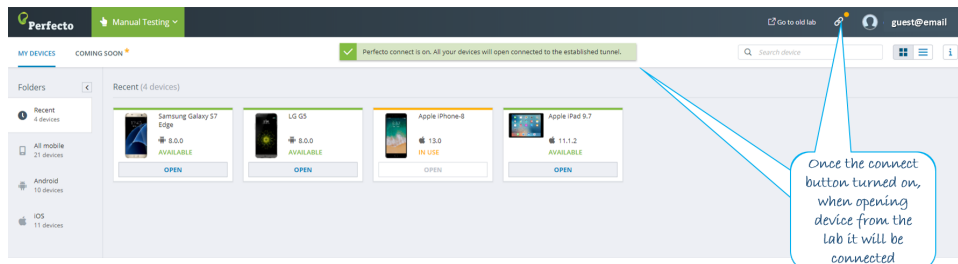 Perfecto
Manual Testing
Go to old lab
guest@email
MY DEVICES
COMING SOON
Perfecto connect is on. All your devices will open connected to the established tunnel.
Search device
i
Folders
Recent (4 devices)
Recent
4 devices
All mobile
21 devices
Android
10 devices
iOS
11 devices
Samsung Galaxy S7
Edge
8.0.0
AVAILABLE
OPEN
LG G5
8.0.0
AVAILABLE
OPEN
Apple iPhone-8
13.0
IN USE
OPEN
Apple iPad 9.7
11.1.2
AVAILABLE
OPEN
Once the connect
button turned on,
when opening
device from the
lab it will be
connected